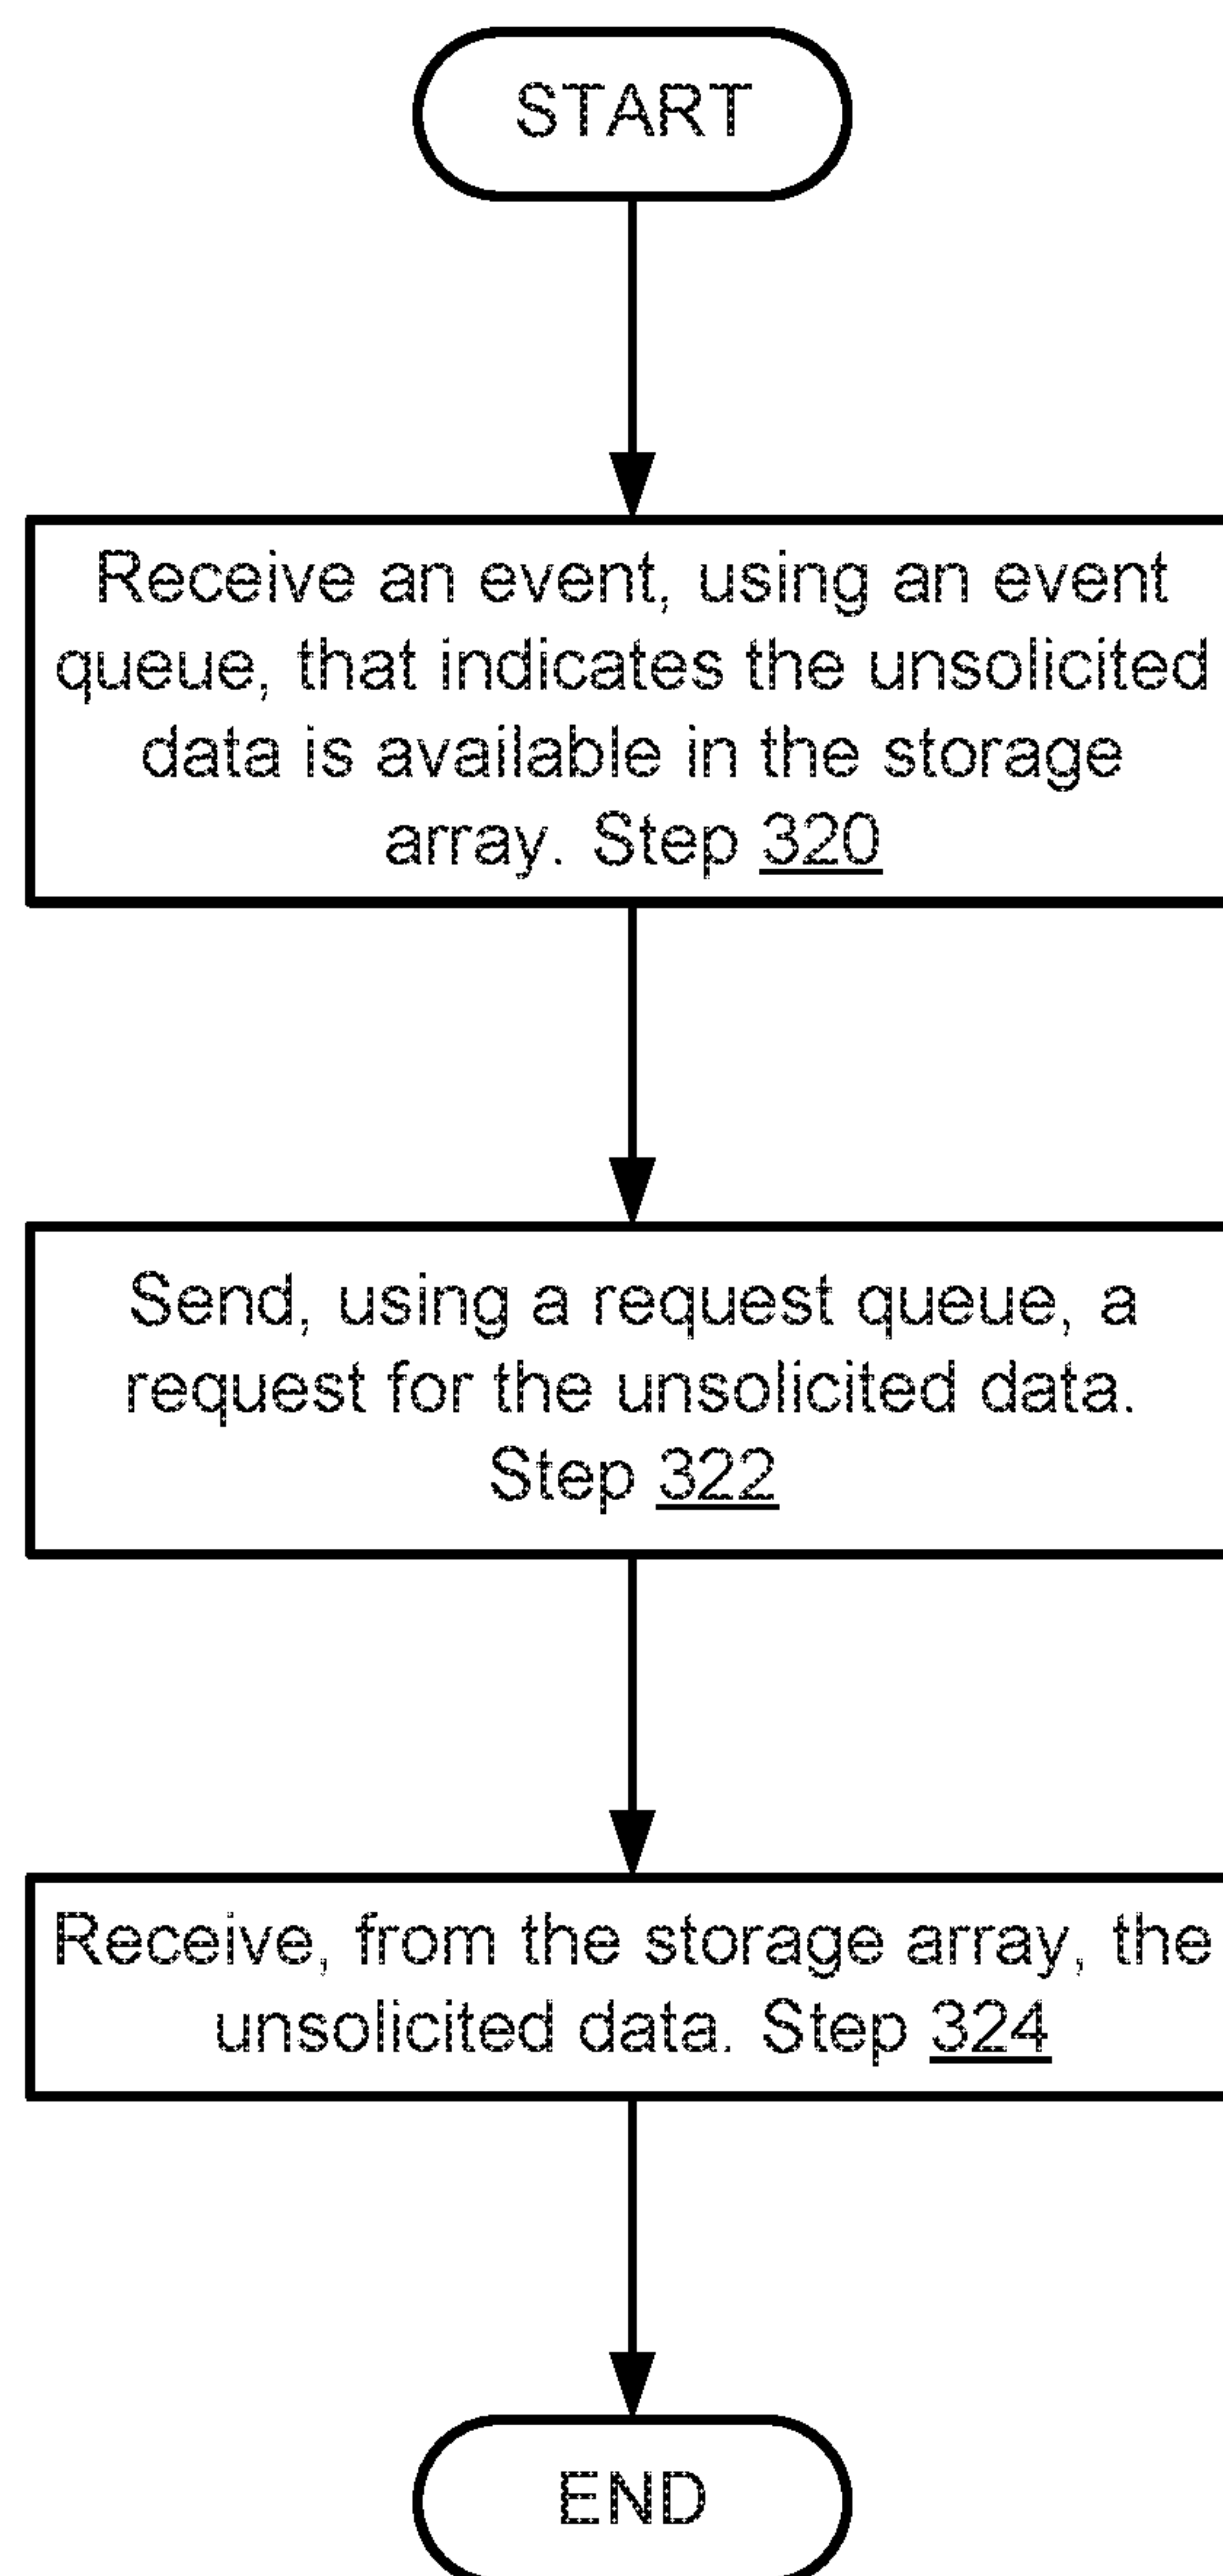 START
Receive an event, using an event
queue, that indicates the unsolicited
data is available in the storage
array. Step 320
Send, using a request queue, a
request for the unsolicited data.
Step 322
Receive, from the storage array, the
unsolicited data. Step 324
END